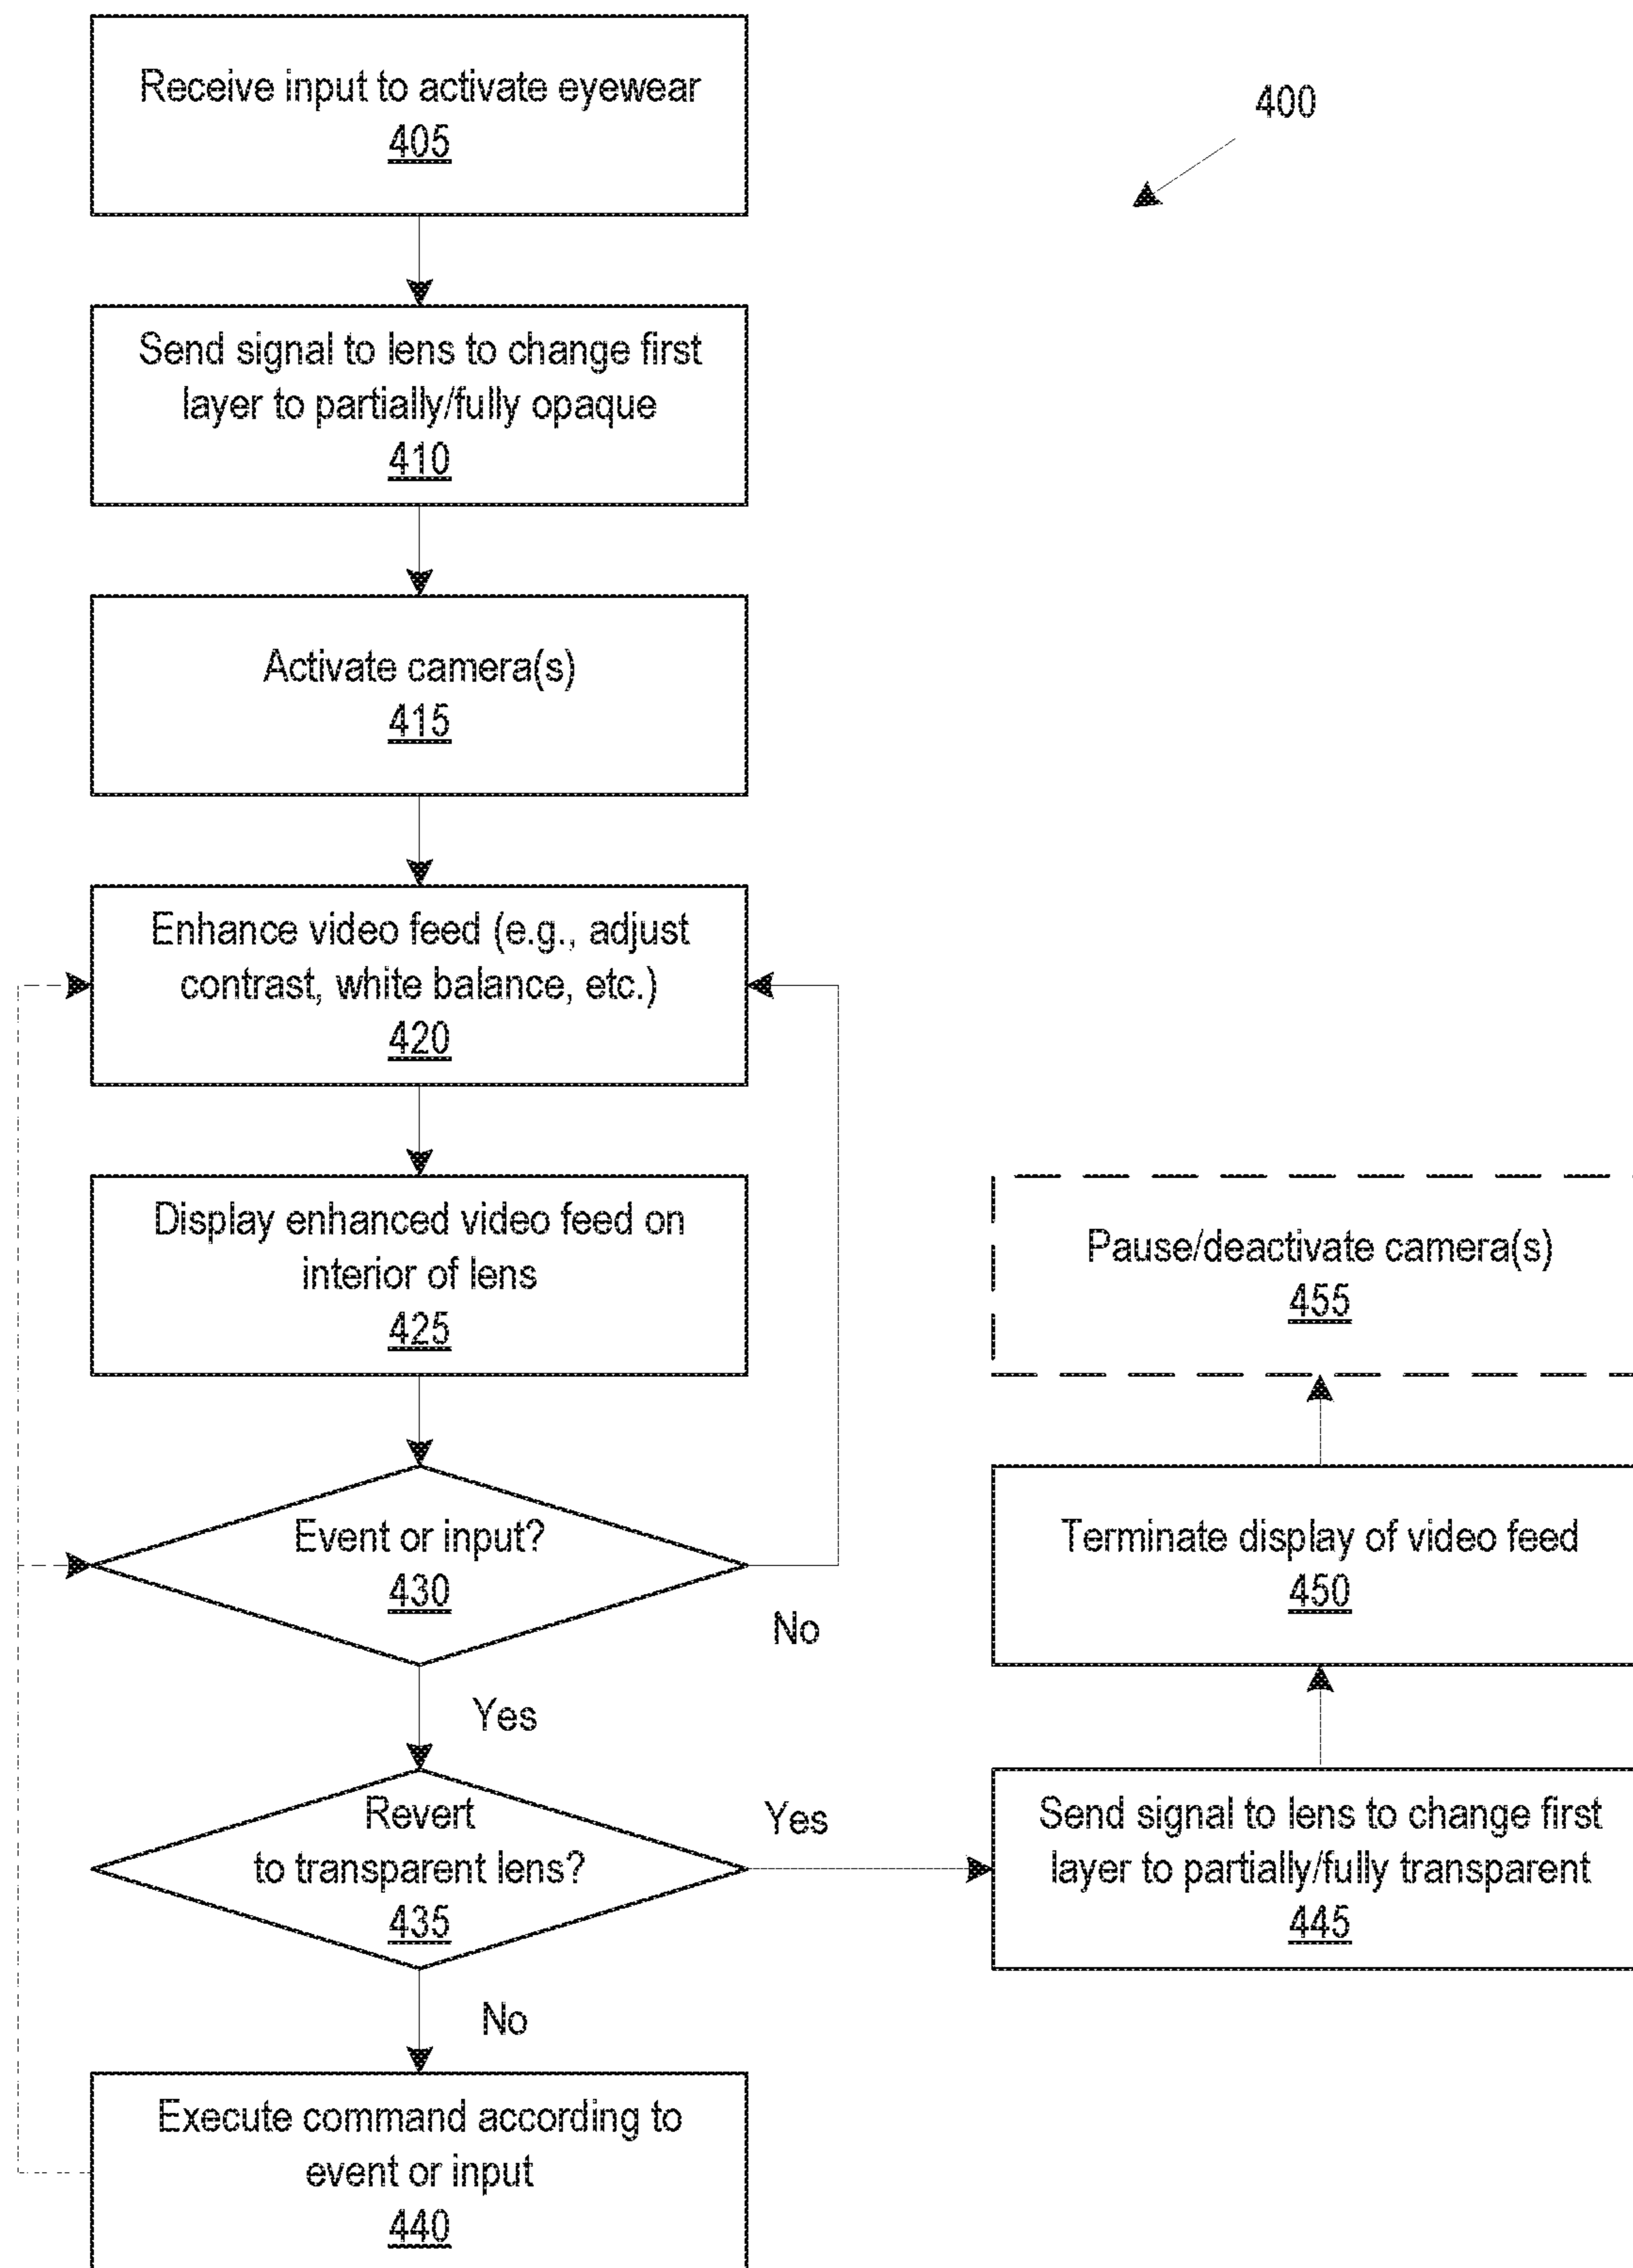 Receive input to activate eyewear
405
400
Send signal to lens to change first
layer to partially/fully opaque
410
Activate camera(s)
415
Enhance video feed (e.g., adjust
contrast, white balance, etc.)
420
Display enhanced video feed on
interior of lens
425
Event or input?
430
No
Yes
Revert
to transparent lens?
435
Yes
No
Execute command according to
event or input
440
Send signal to lens to change first
layer to partially/fully transparent
445
Terminate display of video feed
450
Pause/deactivate camera(s)
455